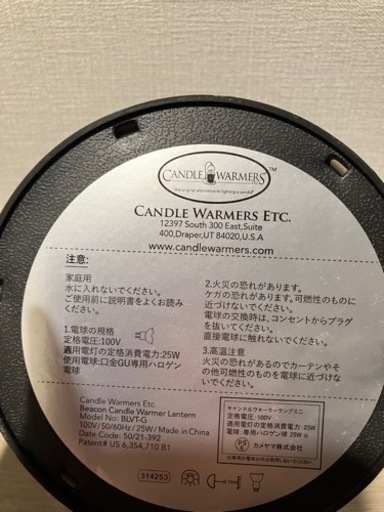 CANDLE WARMERS™
the original alternative to lighting a candle!
CANDLE WARMERS ETC.
12397 South 300 East,Suite
400,Draper,UT 84020,U.S.A
www.candlewarmers.com
注意:
家庭用
水に入れないでください。
ご使用前に説明書をよくお読み
ください。
1.電球の規格
定格電圧:100V
適用電灯の定格消費電力:25W
使用電球:口金GU専用ハロゲン
電球
2.火災の恐れがあります。
ケガの恐れがあります。可燃性のものに
近づけないでください。
電球の交換時は、コンセントからプラグ
を抜いてください。
直接電球に触れないでください。
3.高温注意
火災の恐れがあるのでカーテンやそ
の他可燃性のものを電球に近づけな
いでください。
Candle Warmers Etc.
Beacon Candle Warmer Lantern
Model No: BLVT-G
100V/50/60Hz/25W/Made in China
Date Code: 50/21-392
Patent# US 6,354,710 B1
キャンドルウォーマーランプミニ
定格電圧:100V
適用電灯の定格消費電力 25W
電球:専用ハロゲン球 25W
カメヤマ株式会社
314253